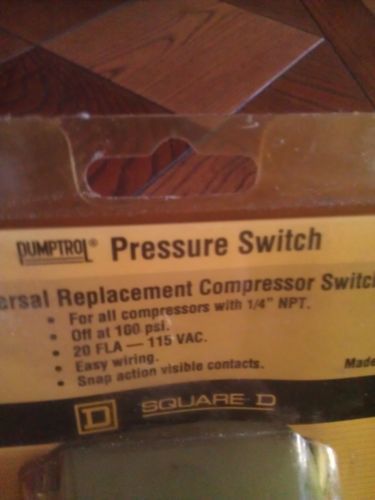 PUMPTROL® Pressure Switch
ersal Replacement Compressor Switc
• For all compressors with 1/4" NPT.
• Off at 160 psi.
• 20 FLA — 115 VAC.
• Easy wiring.
• Snap action visible contacts.
Made
D SQUARE D